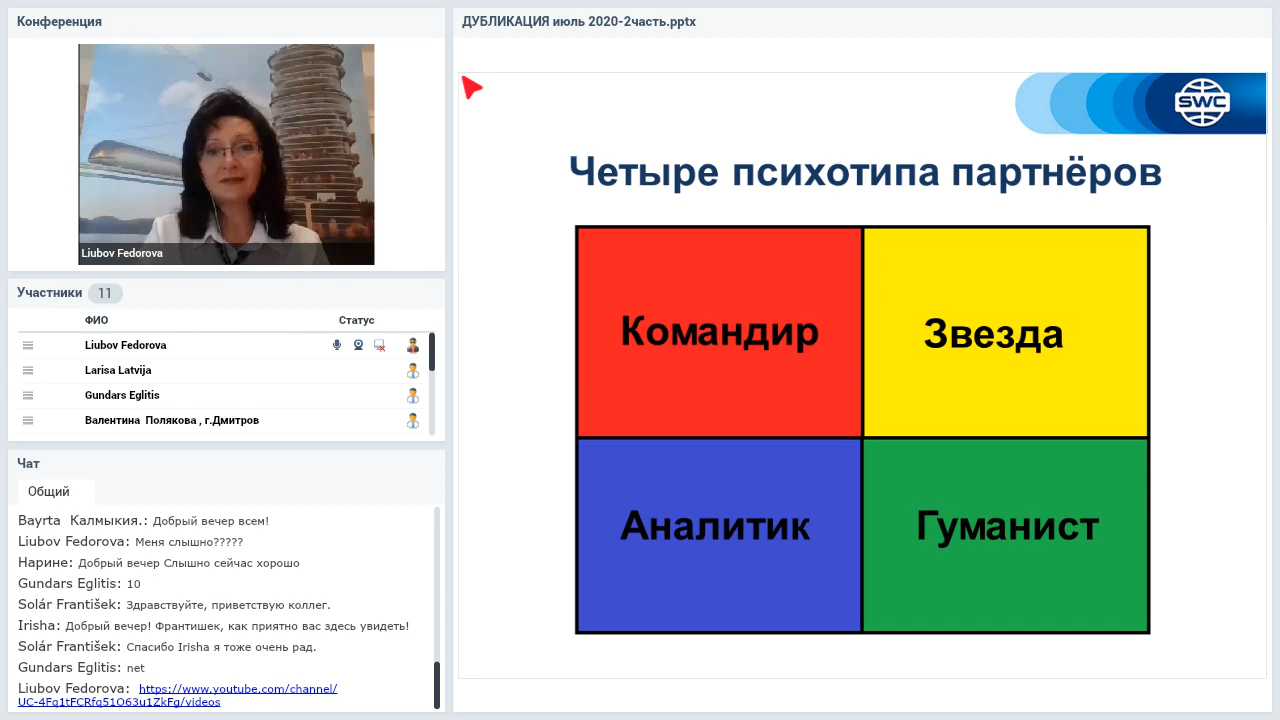 Конференция
Liubov Fedorova
Участники 11
ФИО Статус
Liubov Fedorova
Larisa Latvija
Gundars Eglitis
Валентина Полякова , г.Дмитров
Чат
Общий
Bayrta Калмыкия.: Добрый вечер всем!
Liubov Fedorova: Меня слышно?????
Нарине: Добрый вечер Слышно сейчас хорошо
Gundars Eglitis: 10
Solár František: Здравствуйте, приветствую коллег.
Irisha: Добрый вечер! Франтишек, как приятно вас здесь увидеть!
Solár František: Спасибо Irisha я тоже очень рад.
Gundars Eglitis: net
Liubov Fedorova: https://www.youtube.com/channel/
UC-4Fq1tFCRfq51O63u1ZkFg/videos
ДУБЛИКАЦИЯ июль 2020-2часть.pptx
SWC
Четыре психотипа партнёров
Командир
Звезда
Аналитик
Гуманист